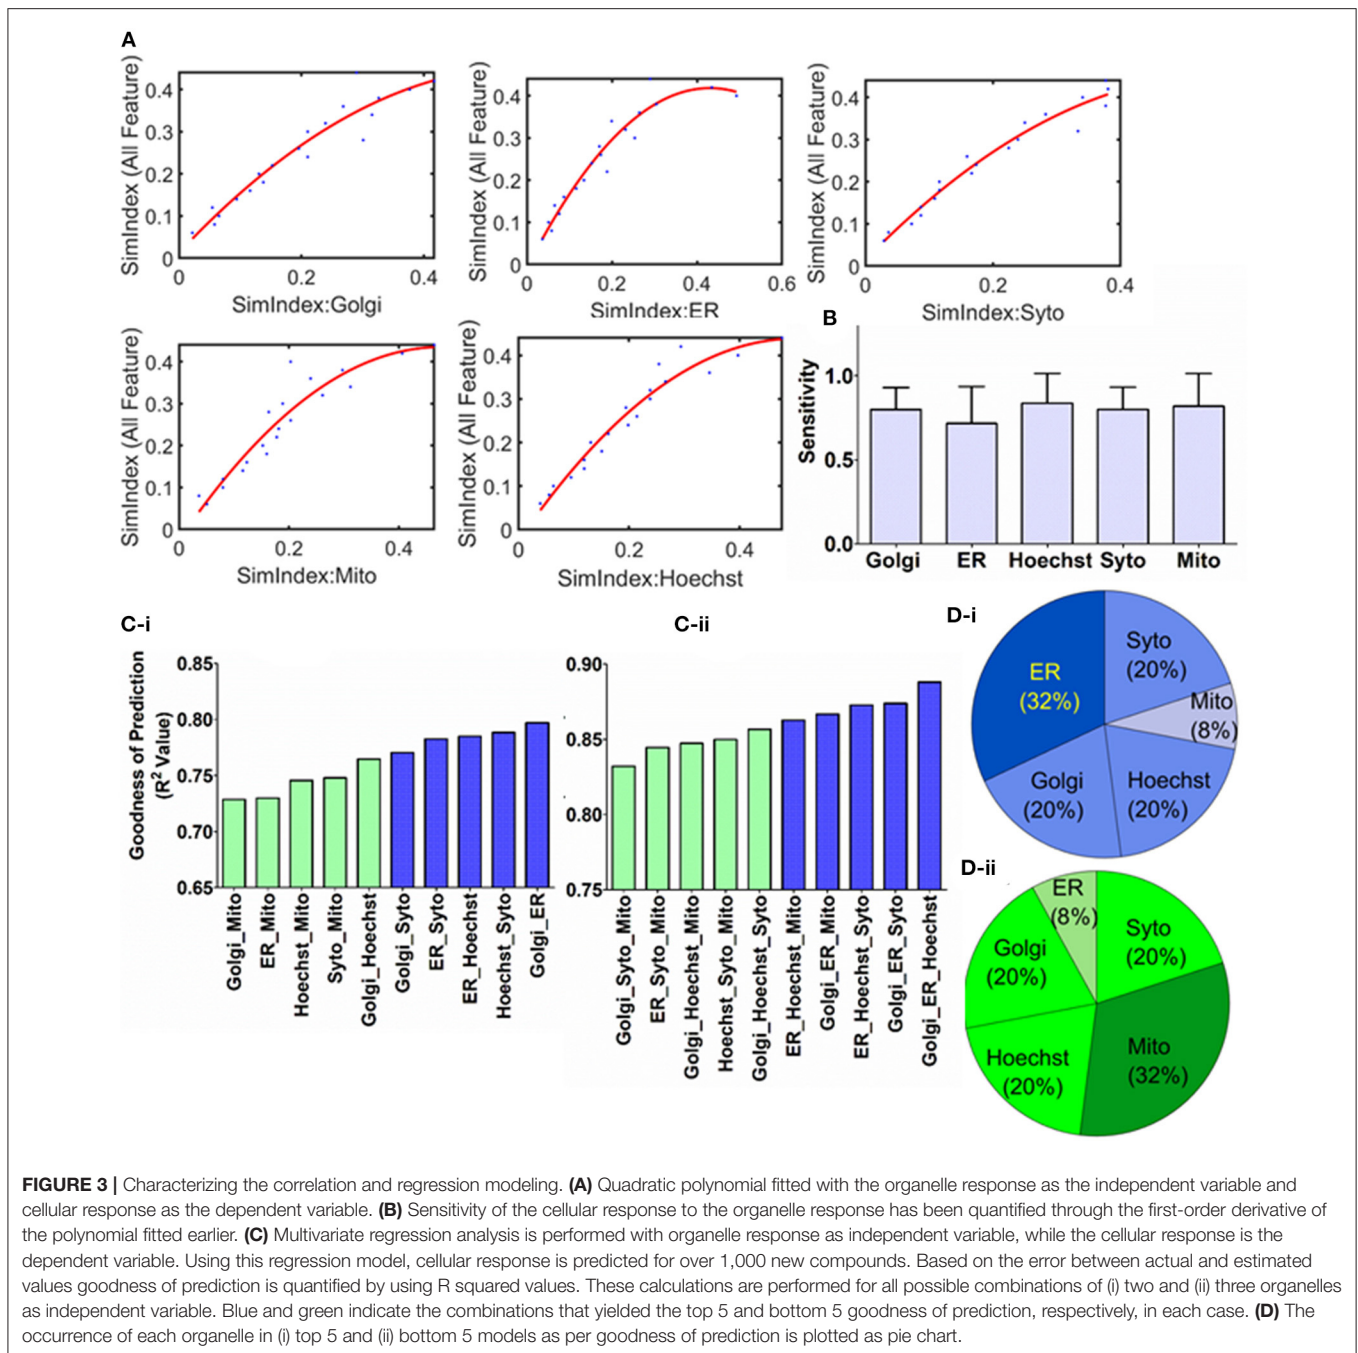 A
SimIndex (All Feature)
0.4
0.3
0.2
0.1
0
0
0.2
0.4
SimIndex:Golgi
SimIndex (All Feature)
0.4
0.3
0.2
0.1
0
0
0.2
0.4
0.6
SimIndex:ER
SimIndex (All Feature)
0.4
0.3
0.2
0.1
0
0
0.2
0.4
SimIndex:Syto
SimIndex (All Feature)
0.4
0.3
0.2
0.1
0
0
0.2
0.4
SimIndex:Mito
SimIndex (All Feature)
0.4
0.3
0.2
0.1
0
0
0.2
0.4
SimIndex:Hoechst
B
Sensitivity
1.0
0.5
0.0
Golgi ER Hoechst Syto Mito
C-i
Goodness of Prediction
(R² Value)
0.85
0.80
0.75
0.70
0.65
Golgi_Mito
ER_Mito
Hoechst_Mito
Syto_Mito
Golgi_Hoechst
Golgi_Syto
ER_Syto
ER_Hoechst
Hoechst_Syto
Golgi_ER
C-ii
0.90
0.85
0.80
0.75
Golgi_Syto_Mito
ER_Syto_Mito
Golgi_Hoechst_Mito
Hoechst_Syto_Mito
Golgi_Hoechst_Syto
ER_Hoechst_Mito
Golgi_ER_Mito
ER_Hoechst_Syto
Golgi_ER_Syto
Golgi_ER_Hoechst
D-i
Syto
(20%)
Mito
(8%)
Hoechst
(20%)
Golgi
(20%)
ER
(32%)
D-ii
ER
(8%)
Syto
(20%)
Mito
(32%)
Hoechst
(20%)
Golgi
(20%)
FIGURE 3 | Characterizing the correlation and regression modeling. (A) Quadratic polynomial fitted with the organelle response as the independent variable and
cellular response as the dependent variable. (B) Sensitivity of the cellular response to the organelle response has been quantified through the first-order derivative of
the polynomial fitted earlier. (C) Multivariate regression analysis is performed with organelle response as independent variable, while the cellular response is the
dependent variable. Using this regression model, cellular response is predicted for over 1,000 new compounds. Based on the error between actual and estimated
values goodness of prediction is quantified by using R squared values. These calculations are performed for all possible combinations of (i) two and (ii) three organelles
as independent variable. Blue and green indicate the combinations that yielded the top 5 and bottom 5 goodness of prediction, respectively, in each case. (D) The
occurrence of each organelle in (i) top 5 and (ii) bottom 5 models as per goodness of prediction is plotted as pie chart.